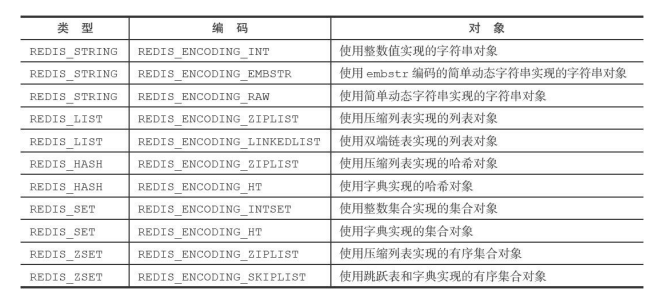 类 型 编 码 对 象
REDIS_STRING REDIS_ENCODING_INT 使用整数值实现的字符串对象
REDIS_STRING REDIS_ENCODING_EMBSTR 使用 embstr 编码的简单动态字符串实现的字符串对象
REDIS_STRING REDIS_ENCODING_RAW 使用简单动态字符串实现的字符串对象
REDIS_LIST REDIS_ENCODING_ZIPLIST 使用压缩列表实现的列表对象
REDIS_LIST REDIS_ENCODING_LINKEDLIST 使用双端链表实现的列表对象
REDIS_HASH REDIS_ENCODING_ZIPLIST 使用压缩列表实现的哈希对象
REDIS_HASH REDIS_ENCODING_HT 使用字典实现的哈希对象
REDIS_SET REDIS_ENCODING_INTSET 使用整数集合实现的集合对象
REDIS_SET REDIS_ENCODING_HT 使用字典实现的集合对象
REDIS_ZSET REDIS_ENCODING_ZIPLIST 使用压缩列表实现的有序集合对象
REDIS_ZSET REDIS_ENCODING_SKIPLIST 使用跳跃表和字典实现的有序集合对象